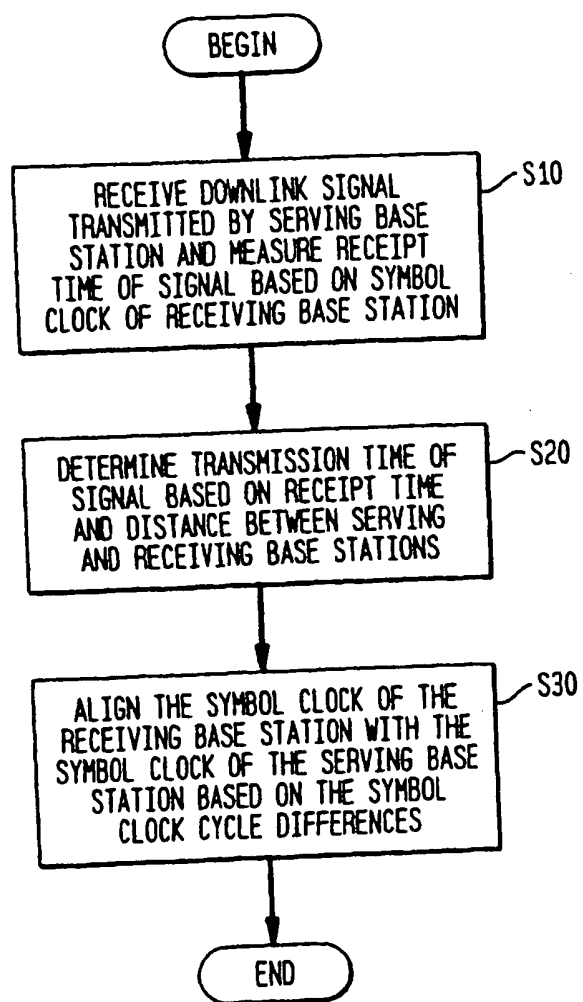 BEGIN
RECEIVE DOWNLINK SIGNAL
TRANSMITTED BY SERVING BASE
STATION AND MEASURE RECEIPT
TIME OF SIGNAL BASED ON SYMBOL
CLOCK OF RECEIVING BASE STATION
S10
DETERMINE TRANSMISSION TIME OF
SIGNAL BASED ON RECEIPT TIME
AND DISTANCE BETWEEN SERVING
AND RECEIVING BASE STATIONS
S20
ALIGN THE SYMBOL CLOCK OF THE
RECEIVING BASE STATION WITH THE
SYMBOL CLOCK OF THE SERVING BASE
STATION BASED ON THE SYMBOL
CLOCK CYCLE DIFFERENCES
S30
END